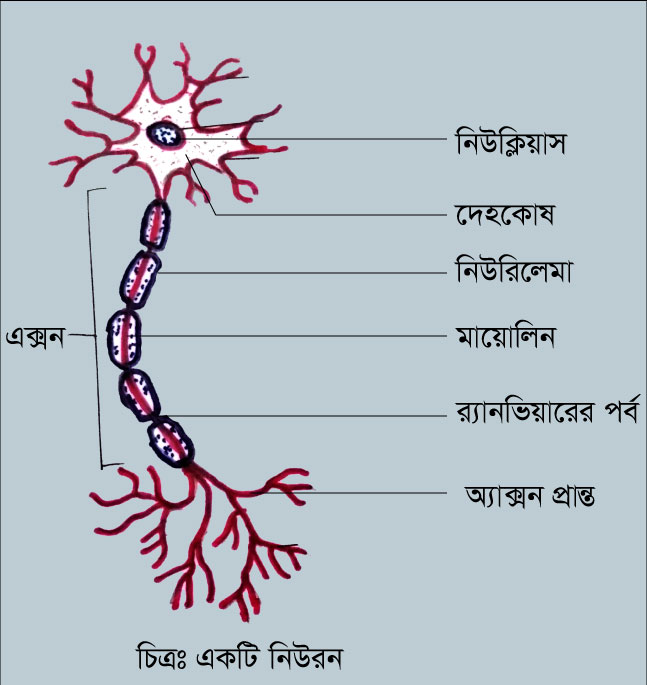 নিউক্লিয়াস
দেহকোষ
নিউরিলেমা
এক্সন
মায়োলিন
র‍্যানভিয়ারের পর্ব
অ্যাক্সন প্রান্ত
চিত্রঃ একটি নিউরন